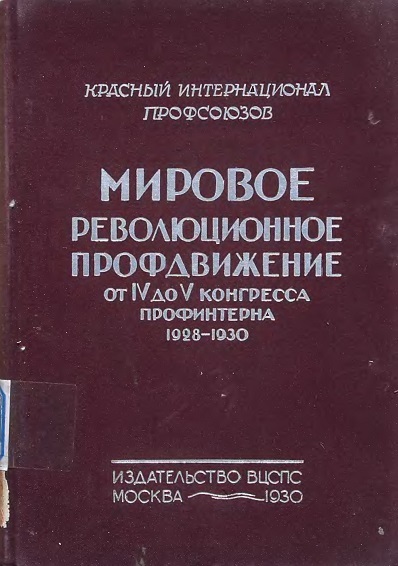 КРАСНЫЙ ИНТЕРНАЦИОНАЛ
ПРОФСОЮЗОВ
МИРОВОЕ
РЕВОЛЮЦИОННОЕ
ПРОФДВИЖЕНИЕ
ОТ IV ДО V КОНГРЕССА
ПРОФИНТЕРНА
1928–1930
ИЗДАТЕЛЬСТВО ВЦСПС
МОСКВА 1930